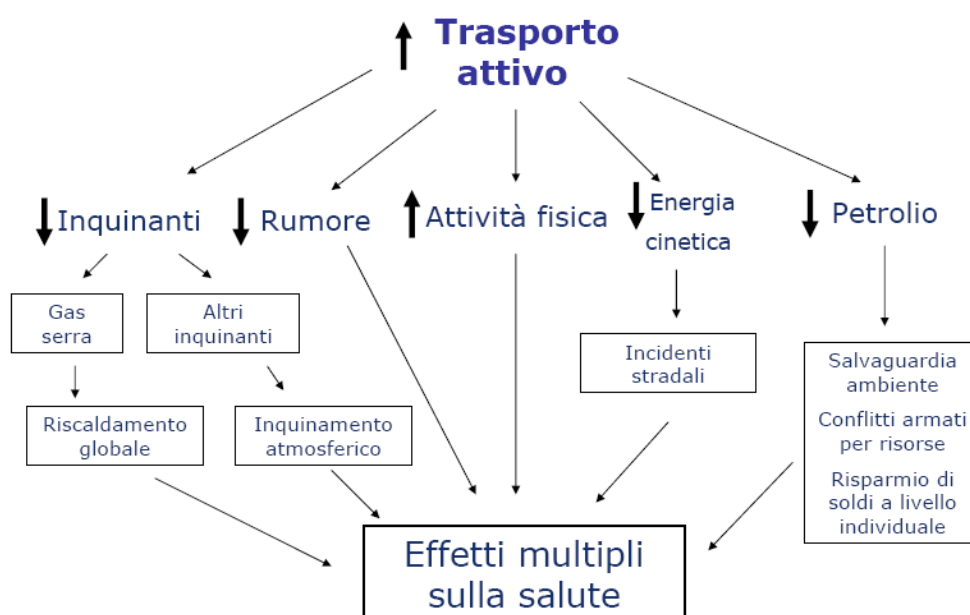 Trasporto
attivo
Inquinanti
Rumore
Attività fisica
Energia
cinetica
Petrolio
Gas
serra
Altri
inquinanti
Incidenti
stradali
Salvaguardia
ambiente
Conflitti armati
per risorse
Risparmio di
soldi a livello
individuale
Riscaldamento
globale
Inquinamento
atmosferico
Effetti multipli
sulla salute